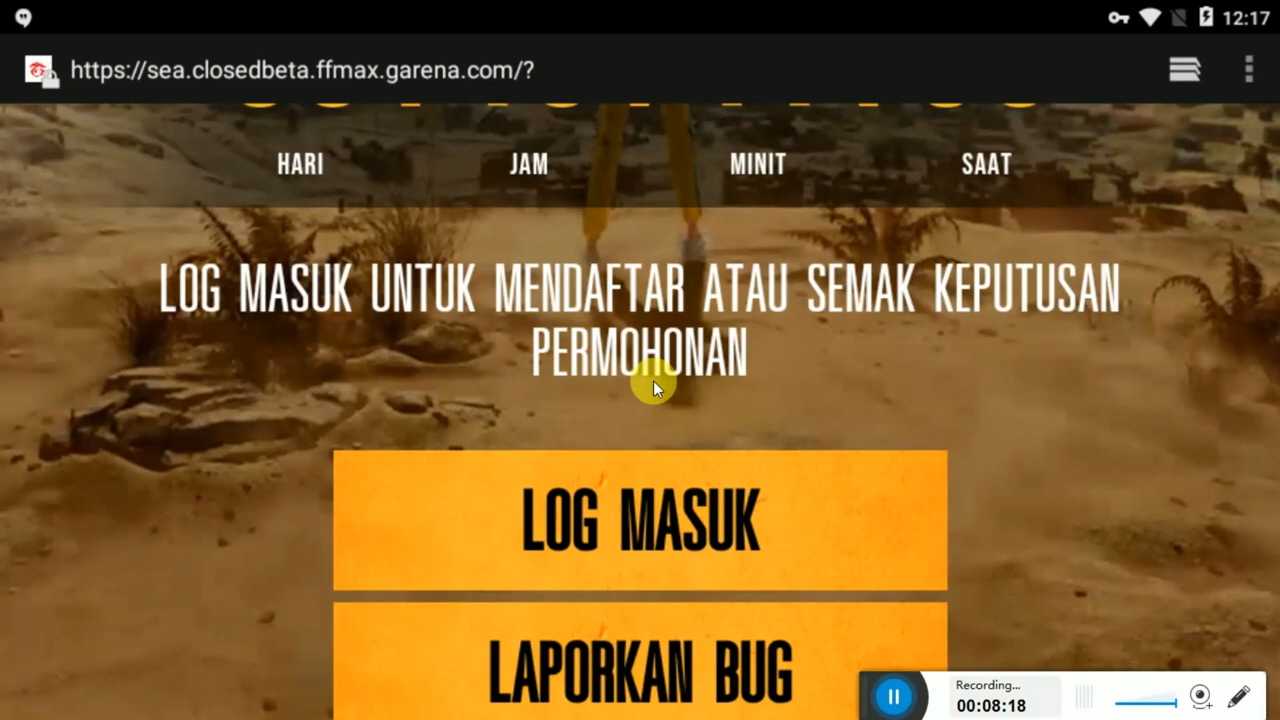 12:17
https://sea.closedbeta.ffmax.garena.com/?
HARI JAM MINIT SAAT
LOG MASUK UNTUK MENDAFTAR ATAU SEMAK KEPUTUSAN
PERMOHONAN
LOG MASUK
LAPORKAN BUG
Recording...
00:08:18